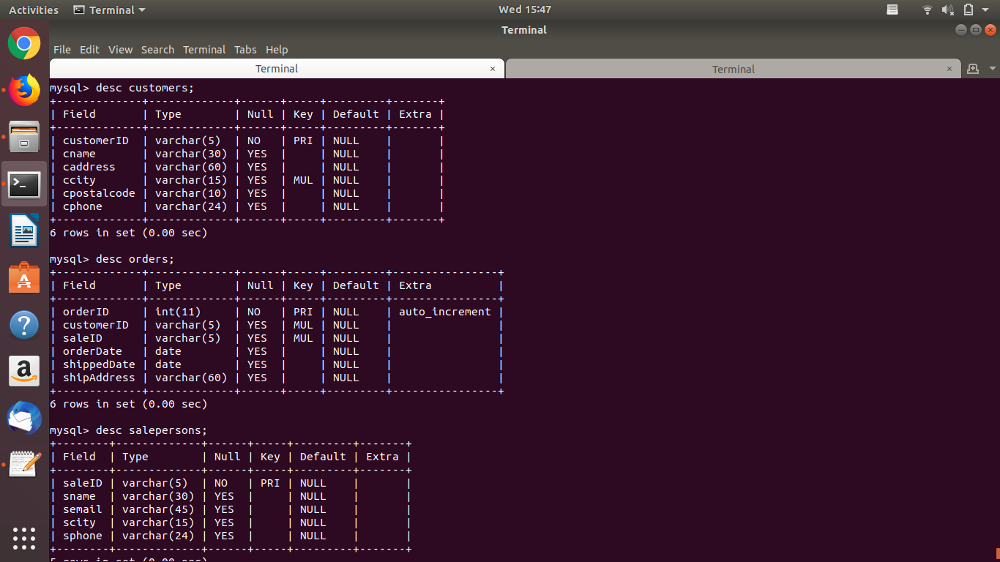 Activities Terminal Wed 15:47
Terminal
File Edit View Search Terminal Tabs Help
Terminal × Terminal ×
mysql> desc customers;
+-------------+-------------+------+-----+---------+-------+
| Field       | Type        | Null | Key | Default | Extra |
+-------------+-------------+------+-----+---------+-------+
| customerID  | varchar(5)  | NO   | PRI | NULL    |       |
| cname       | varchar(30) | YES  |     | NULL    |       |
| caddress    | varchar(60) | YES  |     | NULL    |       |
| ccity       | varchar(15) | YES  | MUL | NULL    |       |
| cpostalcode | varchar(10) | YES  |     | NULL    |       |
| cphone      | varchar(24) | YES  |     | NULL    |       |
+-------------+-------------+------+-----+---------+-------+
6 rows in set (0.00 sec)
mysql> desc orders;
+-------------+-------------+------+-----+---------+----------------+
| Field       | Type        | Null | Key | Default | Extra          |
+-------------+-------------+------+-----+---------+----------------+
| orderID     | int(11)     | NO   | PRI | NULL    | auto_increment |
| customerID  | varchar(5)  | YES  | MUL | NULL    |                |
| saleID      | varchar(5)  | YES  | MUL | NULL    |                |
| orderDate   | date        | YES  |     | NULL    |                |
| shippedDate | date        | YES  |     | NULL    |                |
| shipAddress | varchar(60) | YES  |     | NULL    |                |
+-------------+-------------+------+-----+---------+----------------+
6 rows in set (0.00 sec)
mysql> desc salepersons;
+--------+-------------+------+-----+---------+-------+
| Field  | Type        | Null | Key | Default | Extra |
+--------+-------------+------+-----+---------+-------+
| saleID | varchar(5)  | NO   | PRI | NULL    |       |
| sname  | varchar(30) | YES  |     | NULL    |       |
| semail | varchar(45) | YES  |     | NULL    |       |
| scity  | varchar(15) | YES  |     | NULL    |       |
| sphone | varchar(24) | YES  |     | NULL    |       |
+--------+-------------+------+-----+---------+-------+
5 rows in set (0.00 sec)